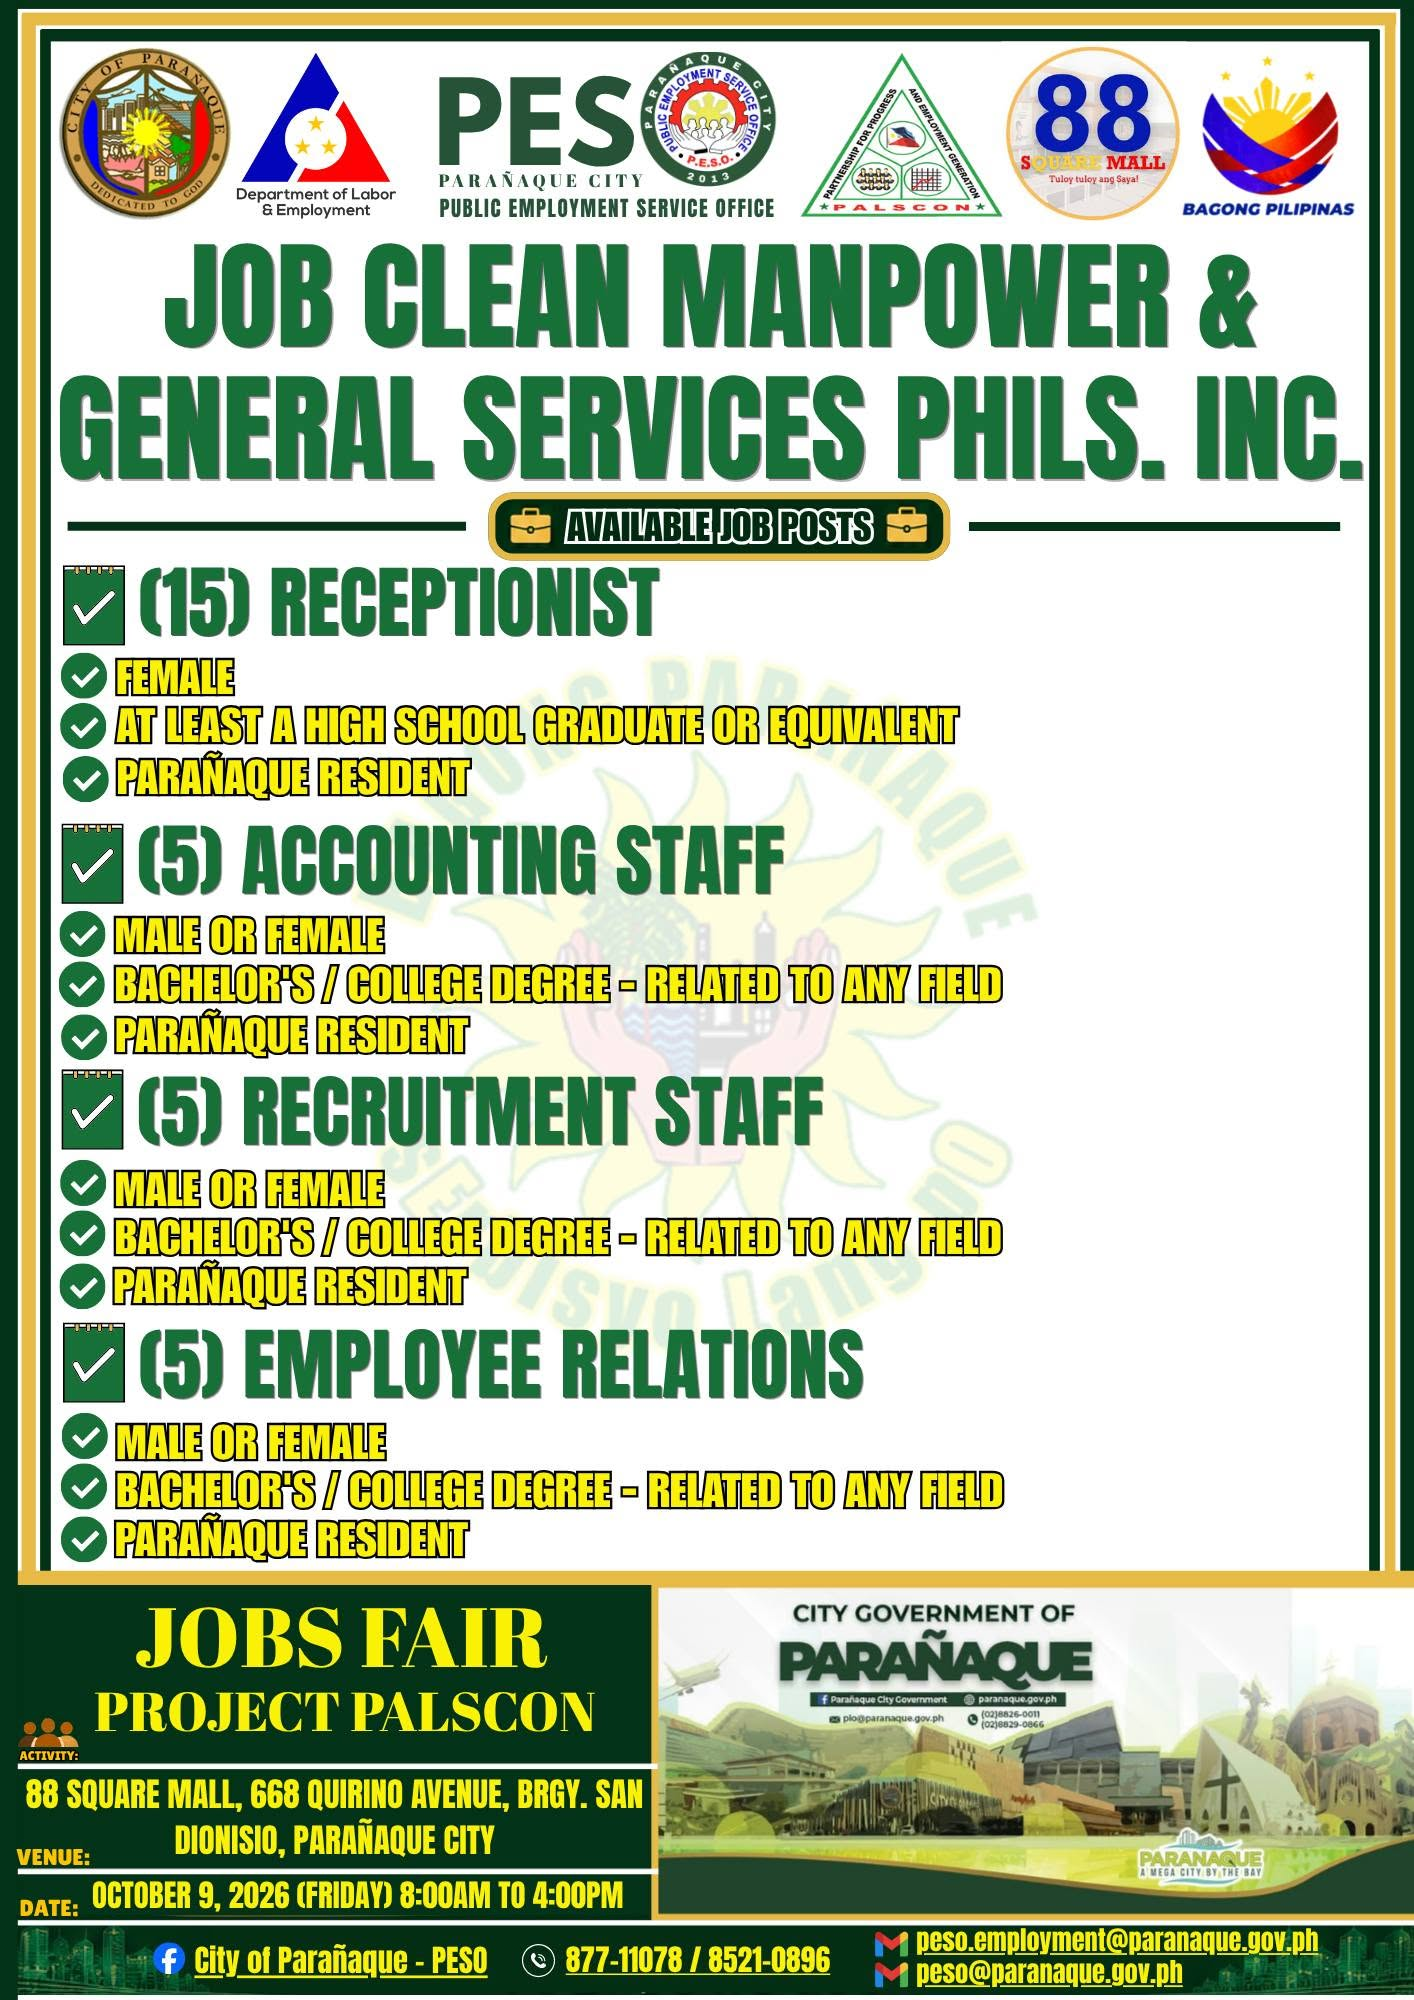 CITY OF PARAÑAQUE
DEDICATED TO GOD
Department of Labor
& Employment
PESO
PARAÑAQUE CITY
PUBLIC EMPLOYMENT SERVICE OFFICE
PARAÑAQUE CITY
PUBLIC EMPLOYMENT SERVICE OFFICE
P.E.S.O.
2013
PARTNERSHIP FOR PROGRESS
AND EMPLOYMENT GENERATION
PALSCON
88
SQUARE MALL
Tuloy tuloy ang Saya!
BAGONG PILIPINAS
JOB CLEAN MANPOWER &
GENERAL SERVICES PHILS. INC.
AVAILABLE JOB POSTS
(15) RECEPTIONIST
FEMALE
AT LEAST A HIGH SCHOOL GRADUATE OR EQUIVALENT
PARAÑAQUE RESIDENT
(5) ACCOUNTING STAFF
MALE OR FEMALE
BACHELOR'S / COLLEGE DEGREE - RELATED TO ANY FIELD
PARAÑAQUE RESIDENT
(5) RECRUITMENT STAFF
MALE OR FEMALE
BACHELOR'S / COLLEGE DEGREE - RELATED TO ANY FIELD
PARAÑAQUE RESIDENT
(5) EMPLOYEE RELATIONS
MALE OR FEMALE
BACHELOR'S / COLLEGE DEGREE - RELATED TO ANY FIELD
PARAÑAQUE RESIDENT
JOBS FAIR
PROJECT PALSCON
ACTIVITY:
88 SQUARE MALL, 668 QUIRINO AVENUE, BRGY. SAN
DIONISIO, PARAÑAQUE CITY
VENUE:
DATE: OCTOBER 9, 2026 (FRIDAY) 8:00AM TO 4:00PM
CITY GOVERNMENT OF
PARAÑAQUE
Parañaque City Government paranaque.gov.ph
plo@paranaque.gov.ph (02)8826-0011
(02)8829-0866
PARAÑAQUE
A MEGA CITY BY THE BAY
City of Parañaque - PESO
877-11078 / 8521-0896
peso.employment@paranaque.gov.ph
peso@paranaque.gov.ph